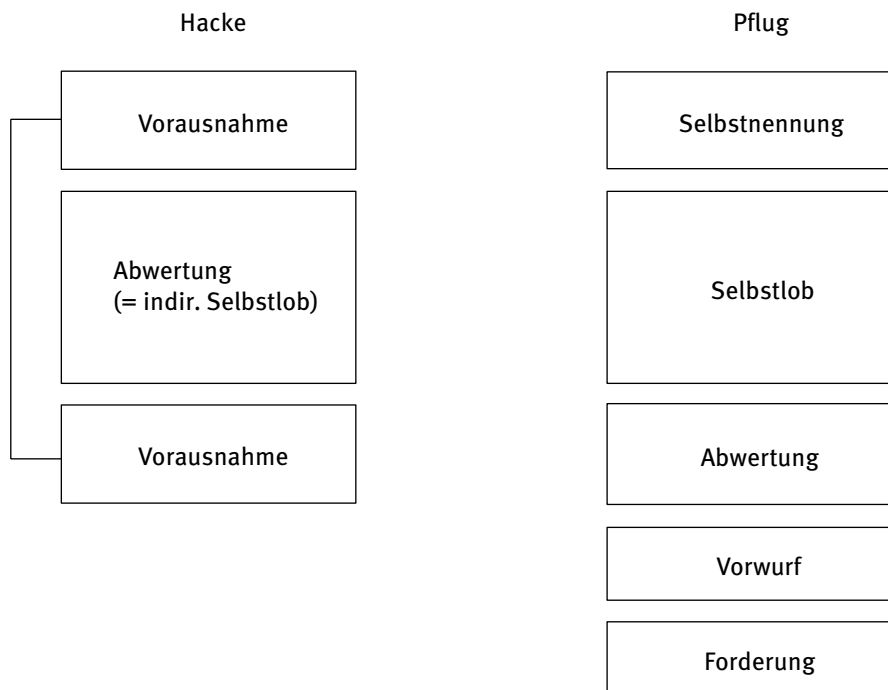 Hacke
Vorausnahme
Abwertung
(= indir. Selbstlob)
Vorausnahme
Pflug
Selbstnennung
Selbstlob
Abwertung
Vorwurf
Forderung